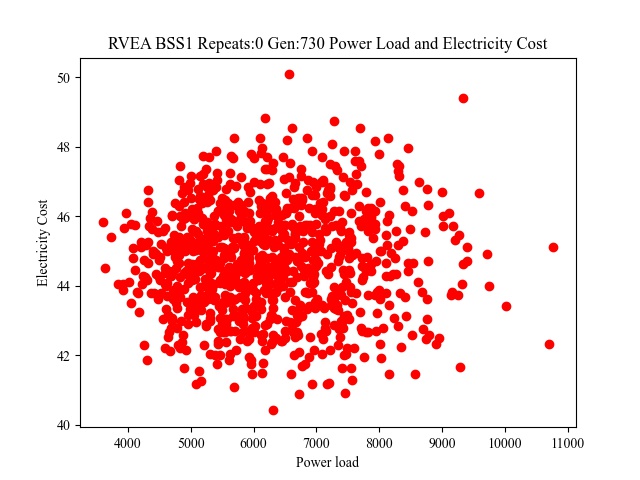 RVEA BSS1 Repeats:0 Gen:730 Power Load and Electricity Cost
50
48
46
44
42
40
Electricity Cost
4000 5000 6000 7000 8000 9000 10000 11000
Power load